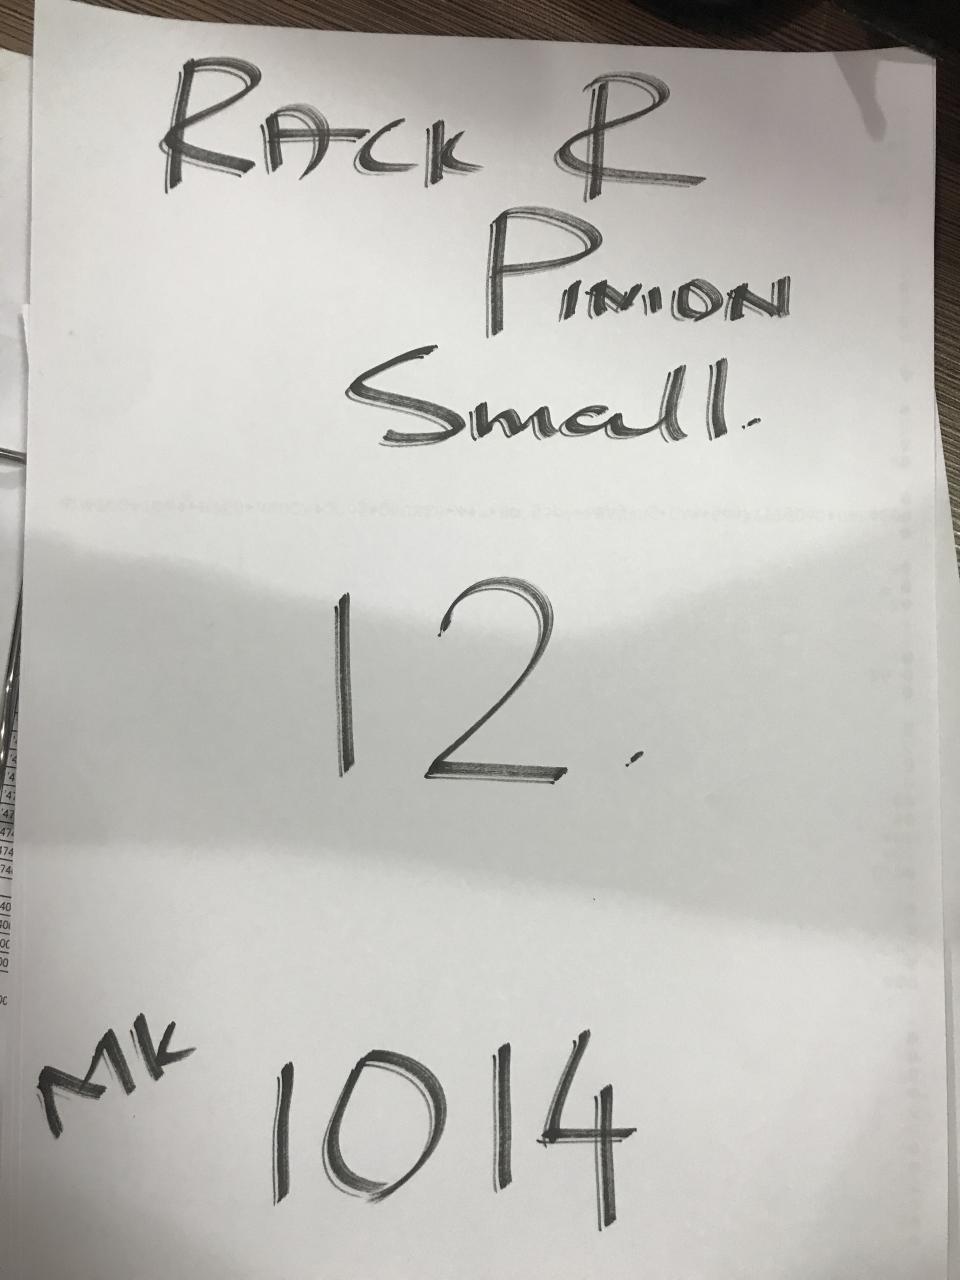 RACK &
PINION
Small.
12.
MK 1014